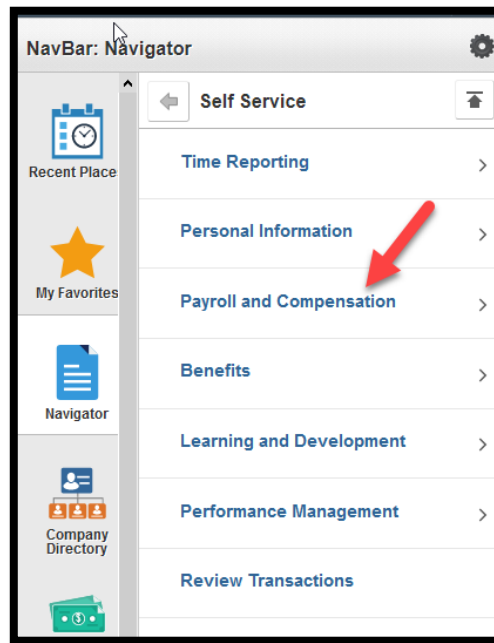 NavBar: Navigator
Self Service
Recent Place
My Favorites
Navigator
Company
Directory
Time Reporting
Personal Information
Payroll and Compensation
Benefits
Learning and Development
Performance Management
Review Transactions